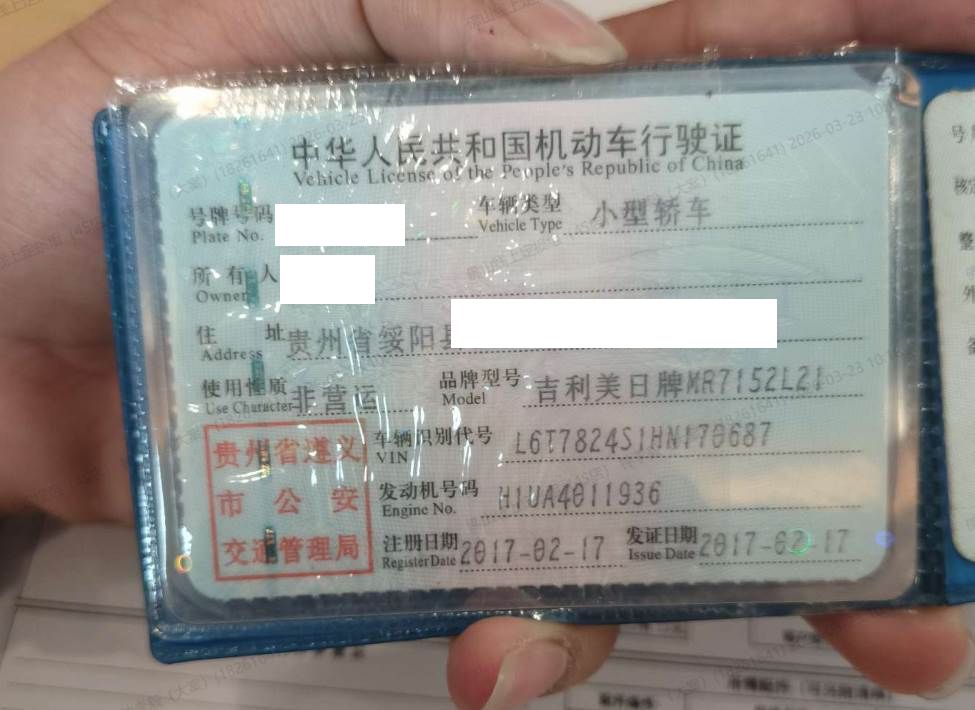 中华人民共和国机动车行驶证
Vehicle License of the People's Republic of China
号牌号码
Plate No.
车辆类型 小型轿车
Vehicle Type
所有人
Owner
住址 贵州省绥阳县
Address
使用性质 非营运
Use Character
品牌型号 吉利美日牌MR7152L21
Model
车辆识别代号 L6T7824S1HN170687
VIN
发动机号码 H1UA4011936
Engine No.
注册日期 2017-02-17
Register Date
发证日期 2017-02-17
Issue Date
贵州省遵义
市公安
交通管理局
号
核
整